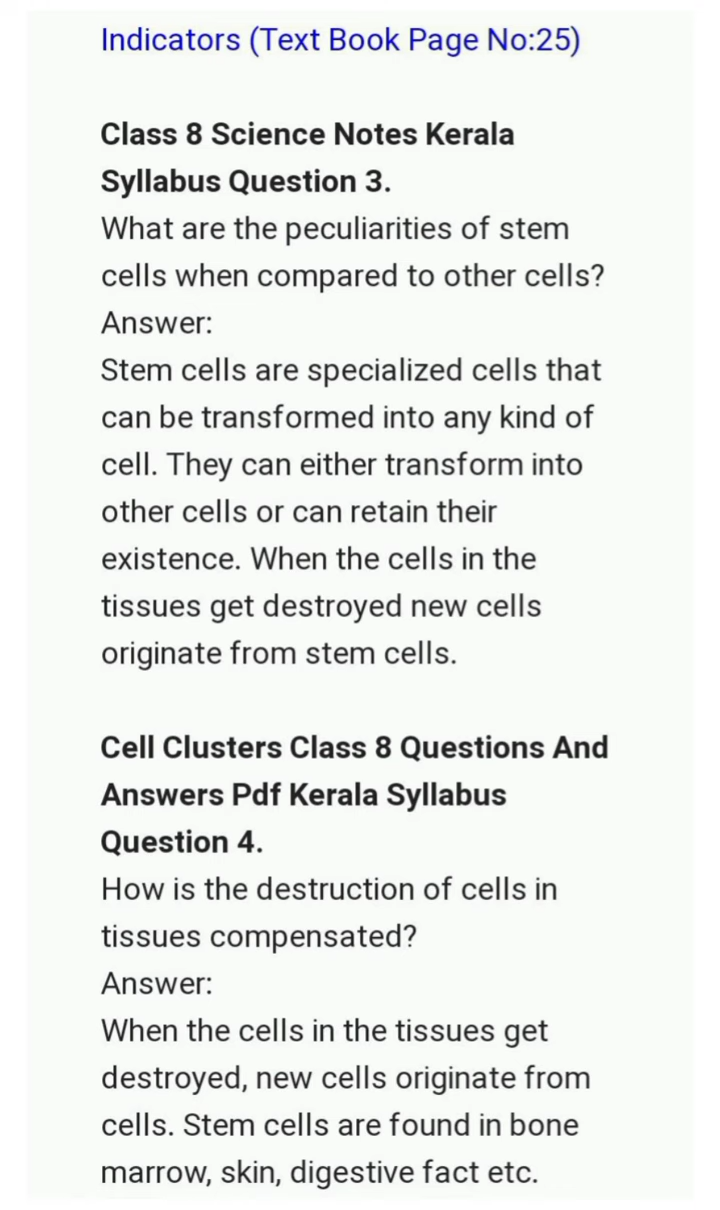 Indicators (Text Book Page No:25)
Class 8 Science Notes Kerala
Syllabus Question 3.
What are the peculiarities of stem
cells when compared to other cells?
Answer:
Stem cells are specialized cells that
can be transformed into any kind of
cell. They can either transform into
other cells or can retain their
existence. When the cells in the
tissues get destroyed new cells
originate from stem cells.
Cell Clusters Class 8 Questions And
Answers Pdf Kerala Syllabus
Question 4.
How is the destruction of cells in
tissues compensated?
Answer:
When the cells in the tissues get
destroyed, new cells originate from
cells. Stem cells are found in bone
marrow, skin, digestive fact etc.